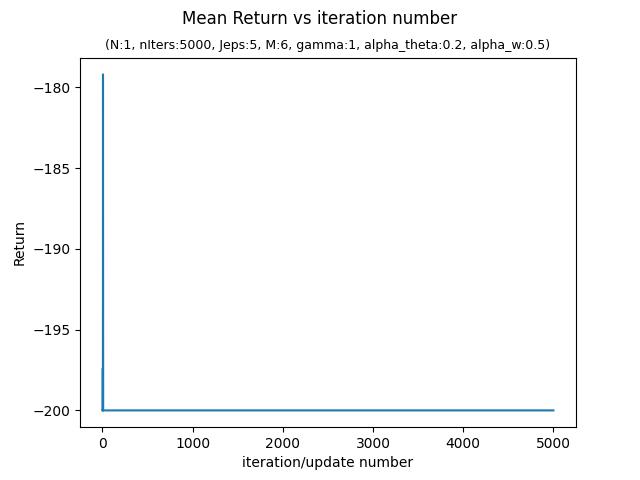 Mean Return vs iteration number
(N:1, nIters:5000, Jeps:5, M:6, gamma:1, alpha_theta:0.2, alpha_w:0.5)
−180
−185
−190
−195
−200
Return
0 1000 2000 3000 4000 5000
iteration/update number